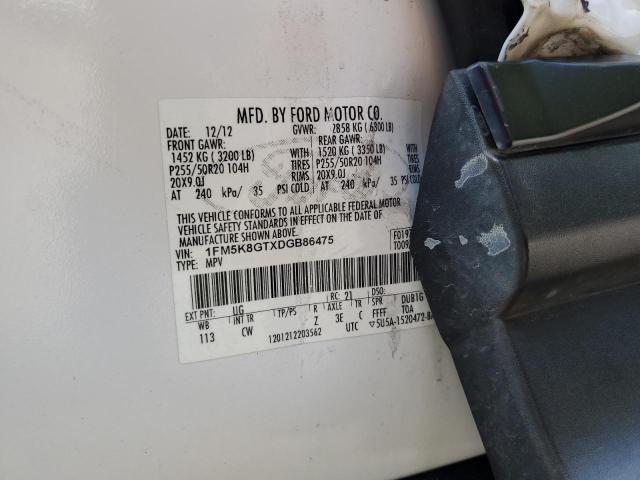 MFD. BY FORD MOTOR CO.
DATE: 12/12 GVWR: 2858 KG (6300 LB)
FRONT GAWR: REAR GAWR:
1452 KG (3200 LB) WITH 1520 KG (3350 LB) WITH
P255/50R20 104H TIRES P255/50R20 104H TIRES
20X9.0J RIMS 20X9.0J RIMS
AT 240 kPa/ 35 PSI COLD AT 240 kPa/ 35 PSI COLD
THIS VEHICLE CONFORMS TO ALL APPLICABLE FEDERAL MOTOR
VEHICLE SAFETY STANDARDS IN EFFECT ON THE DATE OF
MANUFACTURE SHOWN ABOVE.
VIN: 1FM5K8GTXDGB86475
TYPE: MPV
EXT PNT: UG RC: 21 DSO:
WB INT TR TP/PS R AXLE TR SPR
113 CW Z 3E C FFFF
1201212203562 UTC